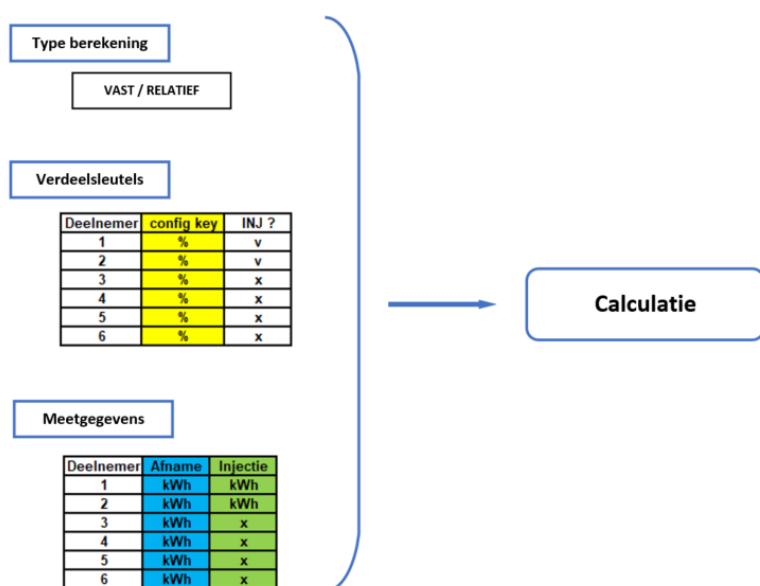 Type berekening
VAST / RELATIEF
Verdeelsleutels
Deelnemer config key INJ ?
1 % v
2 % v
3 % x
4 % x
5 % x
6 % x
Calculatie
Meetgegevens
Deelnemer Afname Injectie
1 kWh kWh
2 kWh kWh
3 kWh x
4 kWh x
5 kWh x
6 kWh x